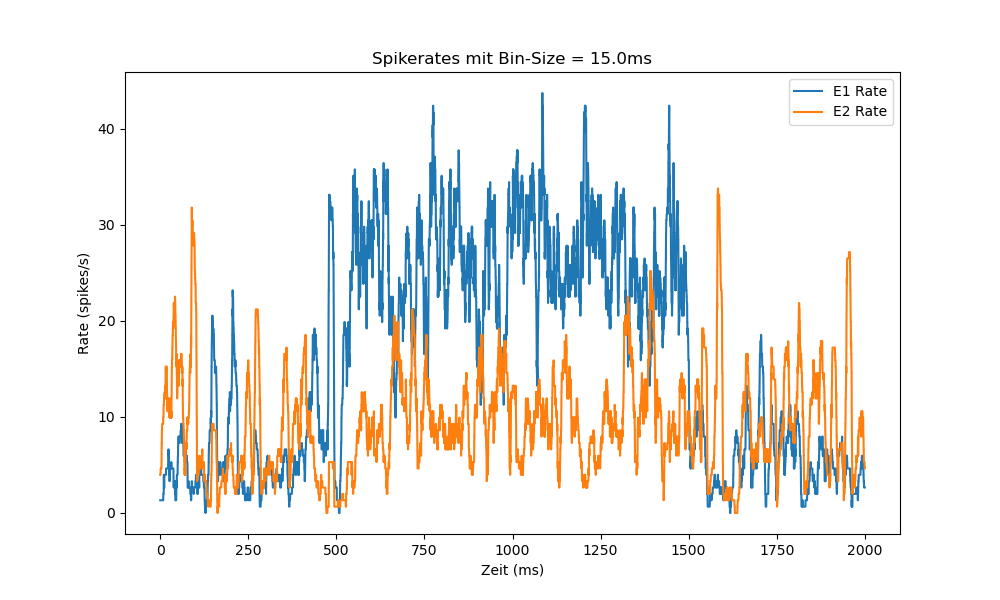 Spikerates mit Bin-Size = 15.0ms
E1 Rate
E2 Rate
Rate (spikes/s)
40
30
20
10
0
0 250 500 750 1000 1250 1500 1750 2000
Zeit (ms)